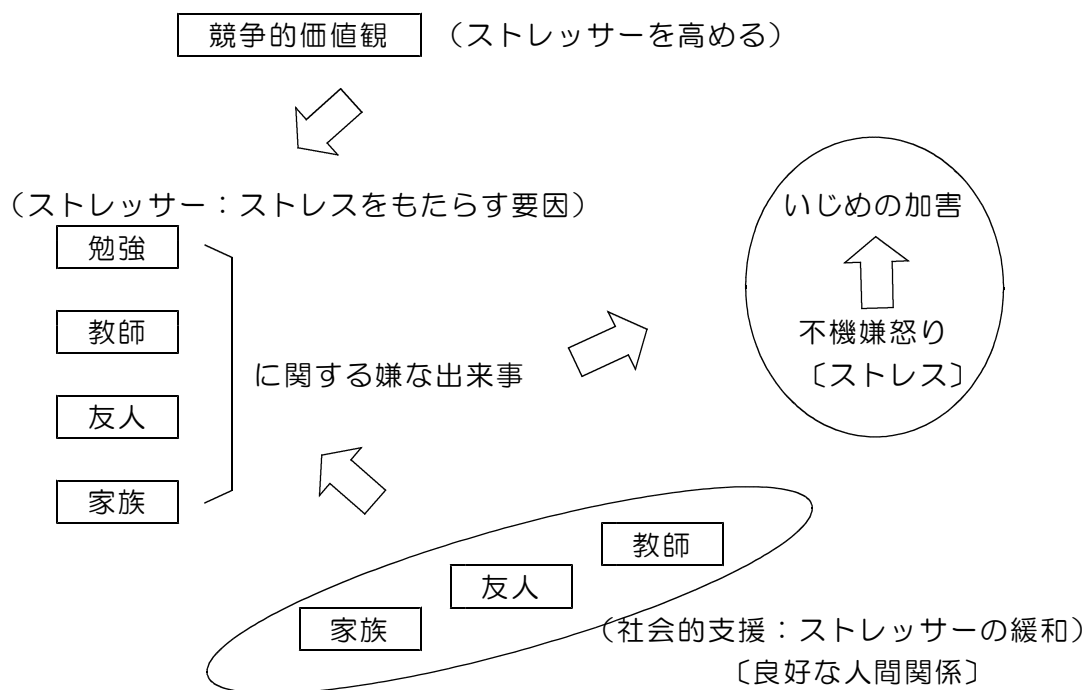 競争的価値観 （ストレッサーを高める）
（ストレッサー：ストレスをもたらす要因）
勉強
教師
友人
家族
に関する嫌な出来事
いじめの加害
不機嫌怒り
〔ストレス〕
教師
友人
家族
（社会的支援：ストレッサーの緩和）
〔良好な人間関係〕